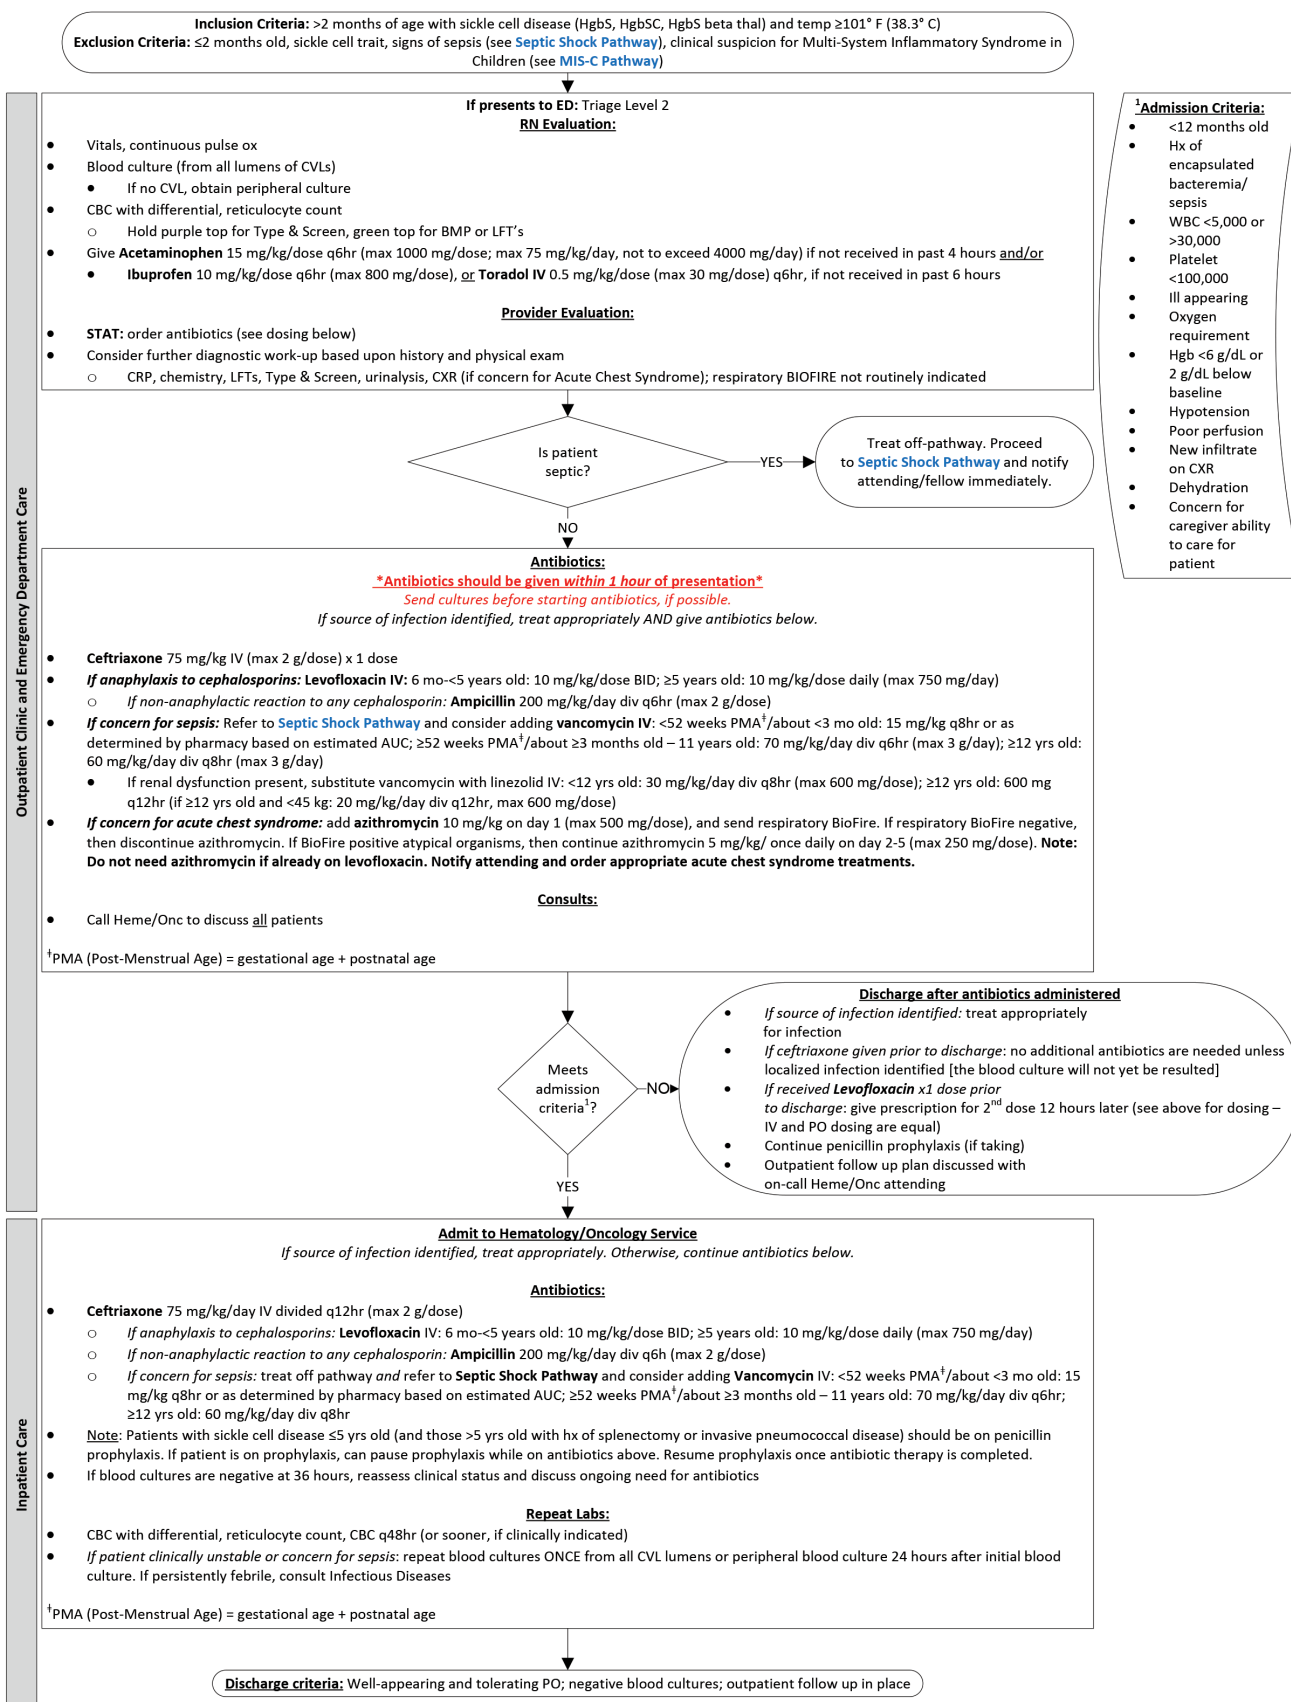 Inclusion Criteria: >2 months of age with sickle cell disease (HgbS, HgbSC, HgbS beta thal) and temp ≥101° F (38.3° C)
Exclusion Criteria: ≤2 months old, sickle cell trait, signs of sepsis (see Septic Shock Pathway), clinical suspicion for Multi-System Inflammatory Syndrome in
Children (see MIS-C Pathway)
Outpatient Clinic and Emergency Department Care
If presents to ED: Triage Level 2
RN Evaluation:
● Vitals, continuous pulse ox
● Blood culture (from all lumens of CVLs)
● If no CVL, obtain peripheral culture
● CBC with differential, reticulocyte count
○ Hold purple top for Type & Screen, green top for BMP or LFT's
● Give Acetaminophen 15 mg/kg/dose q6hr (max 1000 mg/dose; max 75 mg/kg/day, not to exceed 4000 mg/day) if not received in past 4 hours and/or
● Ibuprofen 10 mg/kg/dose q6hr (max 800 mg/dose), or Toradol IV 0.5 mg/kg/dose (max 30 mg/dose) q6hr, if not received in past 6 hours
Provider Evaluation:
● STAT: order antibiotics (see dosing below)
● Consider further diagnostic work-up based upon history and physical exam
○ CRP, chemistry, LFTs, Type & Screen, urinalysis, CXR (if concern for Acute Chest Syndrome); respiratory BIOFIRE not routinely indicated
¹Admission Criteria:
● <12 months old
● Hx of
encapsulated
bacteremia/
sepsis
● WBC <5,000 or
>30,000
● Platelet
<100,000
● Ill appearing
● Oxygen
requirement
● Hgb <6 g/dL or
2 g/dL below
baseline
● Hypotension
● Poor perfusion
● New infiltrate
on CXR
● Dehydration
● Concern for
caregiver ability
to care for
patient
Is patient
septic?
YES
Treat off-pathway. Proceed
to Septic Shock Pathway and notify
attending/fellow immediately.
NO
Antibiotics:
*Antibiotics should be given within 1 hour of presentation*
Send cultures before starting antibiotics, if possible.
If source of infection identified, treat appropriately AND give antibiotics below.
● Ceftriaxone 75 mg/kg IV (max 2 g/dose) x 1 dose
● If anaphylaxis to cephalosporins: Levofloxacin IV: 6 mo-<5 years old: 10 mg/kg/dose BID; ≥5 years old: 10 mg/kg/dose daily (max 750 mg/day)
○ If non-anaphylactic reaction to any cephalosporin: Ampicillin 200 mg/kg/day div q6hr (max 2 g/dose)
● If concern for sepsis: Refer to Septic Shock Pathway and consider adding vancomycin IV: <52 weeks PMA‡/about <3 mo old: 15 mg/kg q8hr or as
determined by pharmacy based on estimated AUC; ≥52 weeks PMA‡/about ≥3 months old – 11 years old: 70 mg/kg/day div q6hr (max 3 g/day); ≥12 yrs old:
60 mg/kg/day div q8hr (max 3 g/day)
● If renal dysfunction present, substitute vancomycin with linezolid IV: <12 yrs old: 30 mg/kg/day div q8hr (max 600 mg/dose); ≥12 yrs old: 600 mg
q12hr (if ≥12 yrs old and <45 kg: 20 mg/kg/day div q12hr, max 600 mg/dose)
● If concern for acute chest syndrome: add azithromycin 10 mg/kg on day 1 (max 500 mg/dose), and send respiratory BioFire. If respiratory BioFire negative,
then discontinue azithromycin. If BioFire positive atypical organisms, then continue azithromycin 5 mg/kg/ once daily on day 2-5 (max 250 mg/dose). Note:
Do not need azithromycin if already on levofloxacin. Notify attending and order appropriate acute chest syndrome treatments.
Consults:
● Call Heme/Onc to discuss all patients
‡PMA (Post-Menstrual Age) = gestational age + postnatal age
Meets
admission
criteria¹?
NO
Discharge after antibiotics administered
● If source of infection identified: treat appropriately
for infection
● If ceftriaxone given prior to discharge: no additional antibiotics are needed unless
localized infection identified [the blood culture will not yet be resulted]
● If received Levofloxacin x1 dose prior
to discharge: give prescription for 2nd dose 12 hours later (see above for dosing –
IV and PO dosing are equal)
● Continue penicillin prophylaxis (if taking)
● Outpatient follow up plan discussed with
on-call Heme/Onc attending
YES
Inpatient Care
Admit to Hematology/Oncology Service
If source of infection identified, treat appropriately. Otherwise, continue antibiotics below.
Antibiotics:
● Ceftriaxone 75 mg/kg/day IV divided q12hr (max 2 g/dose)
○ If anaphylaxis to cephalosporins: Levofloxacin IV: 6 mo-<5 years old: 10 mg/kg/dose BID; ≥5 years old: 10 mg/kg/dose daily (max 750 mg/day)
○ If non-anaphylactic reaction to any cephalosporin: Ampicillin 200 mg/kg/day div q6h (max 2 g/dose)
○ If concern for sepsis: treat off pathway and refer to Septic Shock Pathway and consider adding Vancomycin IV: <52 weeks PMA‡/about <3 mo old: 15
mg/kg q8hr or as determined by pharmacy based on estimated AUC; ≥52 weeks PMA‡/about ≥3 months old – 11 years old: 70 mg/kg/day div q6hr;
≥12 yrs old: 60 mg/kg/day div q8hr
● Note: Patients with sickle cell disease ≤5 yrs old (and those >5 yrs old with hx of splenectomy or invasive pneumococcal disease) should be on penicillin
prophylaxis. If patient is on prophylaxis, can pause prophylaxis while on antibiotics above. Resume prophylaxis once antibiotic therapy is completed.
● If blood cultures are negative at 36 hours, reassess clinical status and discuss ongoing need for antibiotics
Repeat Labs:
● CBC with differential, reticulocyte count, CBC q48hr (or sooner, if clinically indicated)
● If patient clinically unstable or concern for sepsis: repeat blood cultures ONCE from all CVL lumens or peripheral blood culture 24 hours after initial blood
culture. If persistently febrile, consult Infectious Diseases
‡PMA (Post-Menstrual Age) = gestational age + postnatal age
Discharge criteria: Well-appearing and tolerating PO; negative blood cultures; outpatient follow up in place